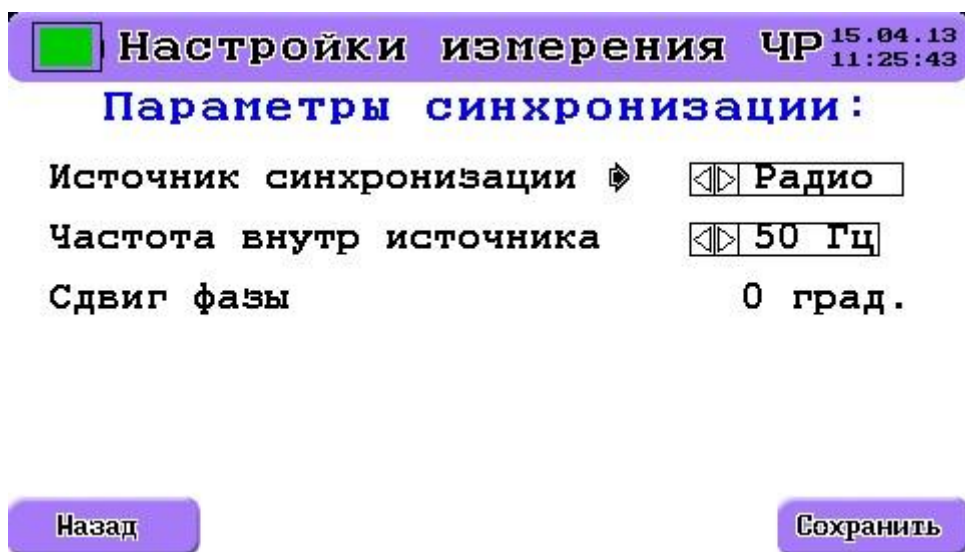 Настройки измерения ЧР 15.04.13
11:25:43
Параметры синхронизации:
Источник синхронизации Радио
Частота внутр источника 50 Гц
Сдвиг фазы 0 град.
Назад Сохранить